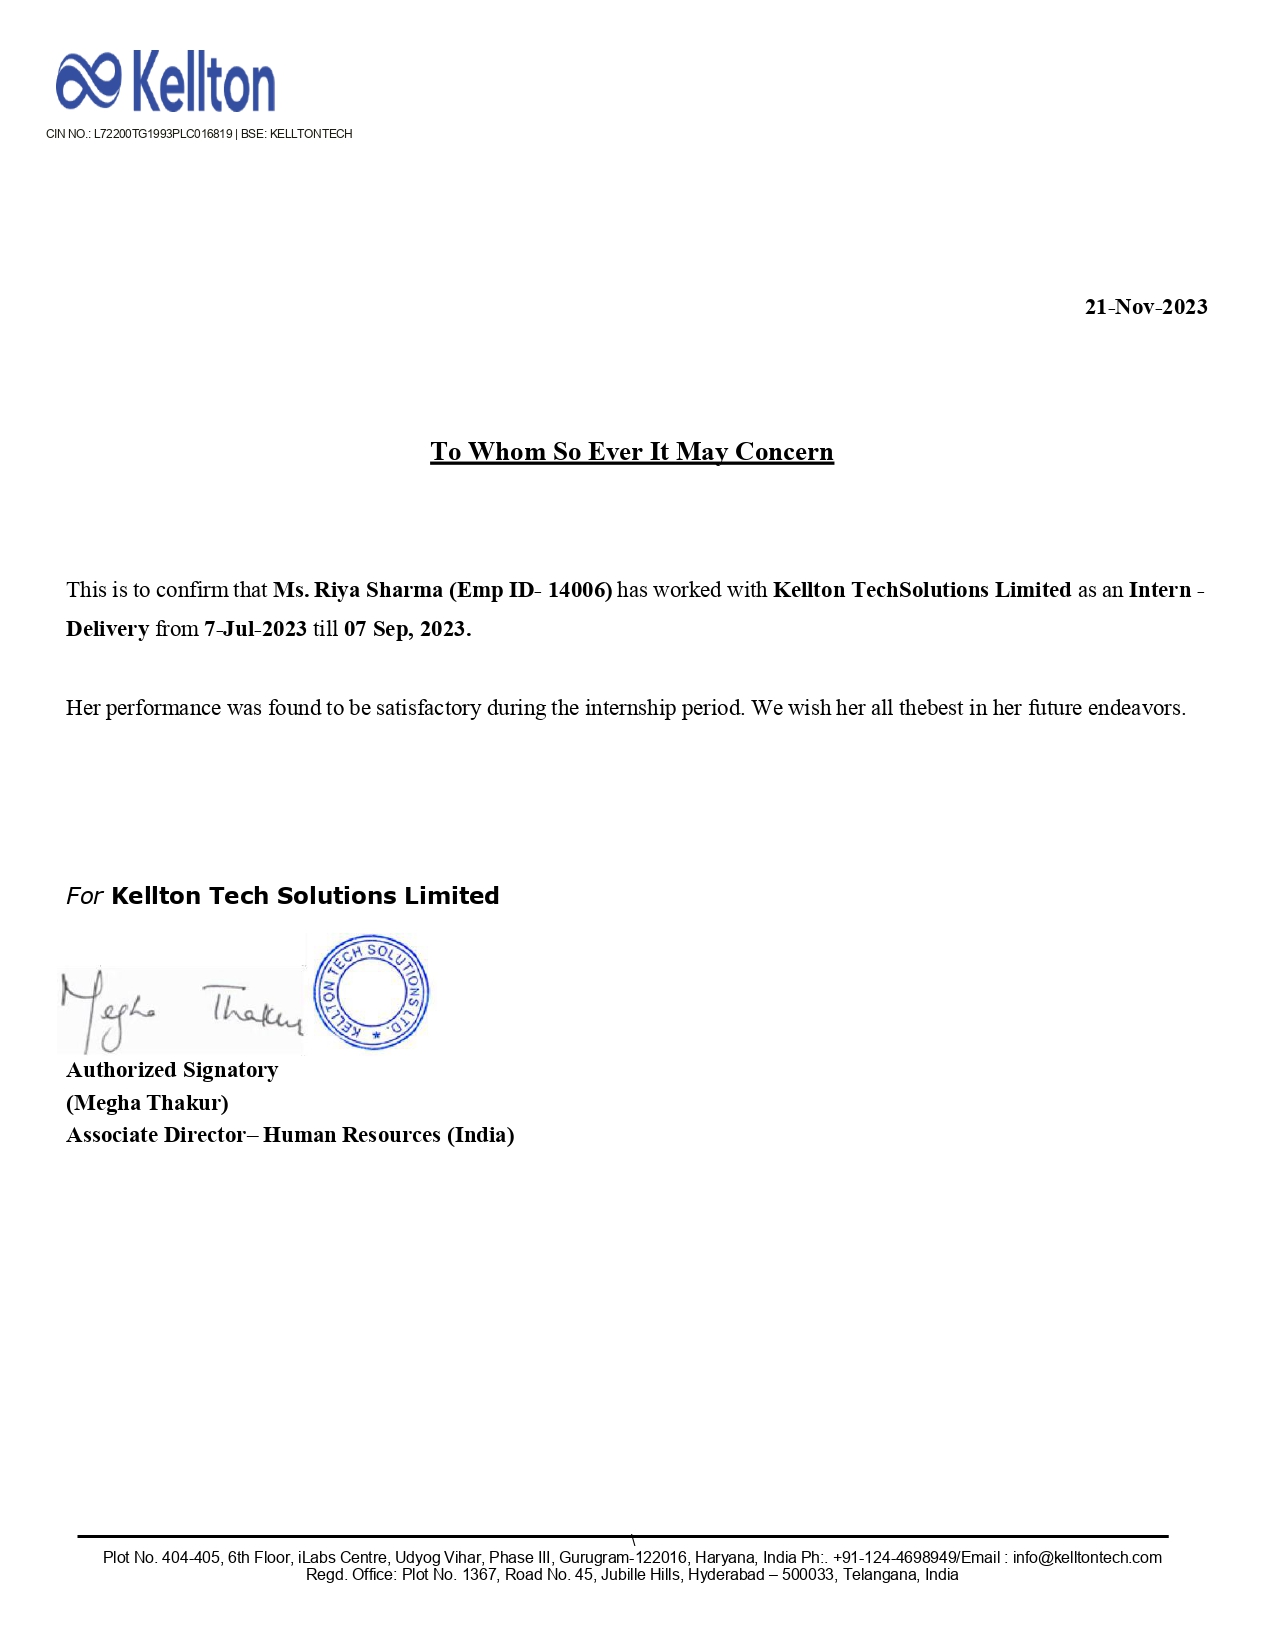 Kellton
CIN NO.: L72200TG1993PLC016819 | BSE: KELLTONTECH
21-Nov-2023
To Whom So Ever It May Concern
This is to confirm that Ms. Riya Sharma (Emp ID- 14006) has worked with Kellton TechSolutions Limited as an Intern -
Delivery from 7-Jul-2023 till 07 Sep, 2023.
Her performance was found to be satisfactory during the internship period. We wish her all thebest in her future endeavors.
For Kellton Tech Solutions Limited
Megha Thakur
KELLTON TECH SOLUTIONS LTD. *
Authorized Signatory
(Megha Thakur)
Associate Director– Human Resources (India)
\
Plot No. 404-405, 6th Floor, iLabs Centre, Udyog Vihar, Phase III, Gurugram-122016, Haryana, India Ph:. +91-124-4698949/Email : info@kelltontech.com
Regd. Office: Plot No. 1367, Road No. 45, Jubille Hills, Hyderabad – 500033, Telangana, India